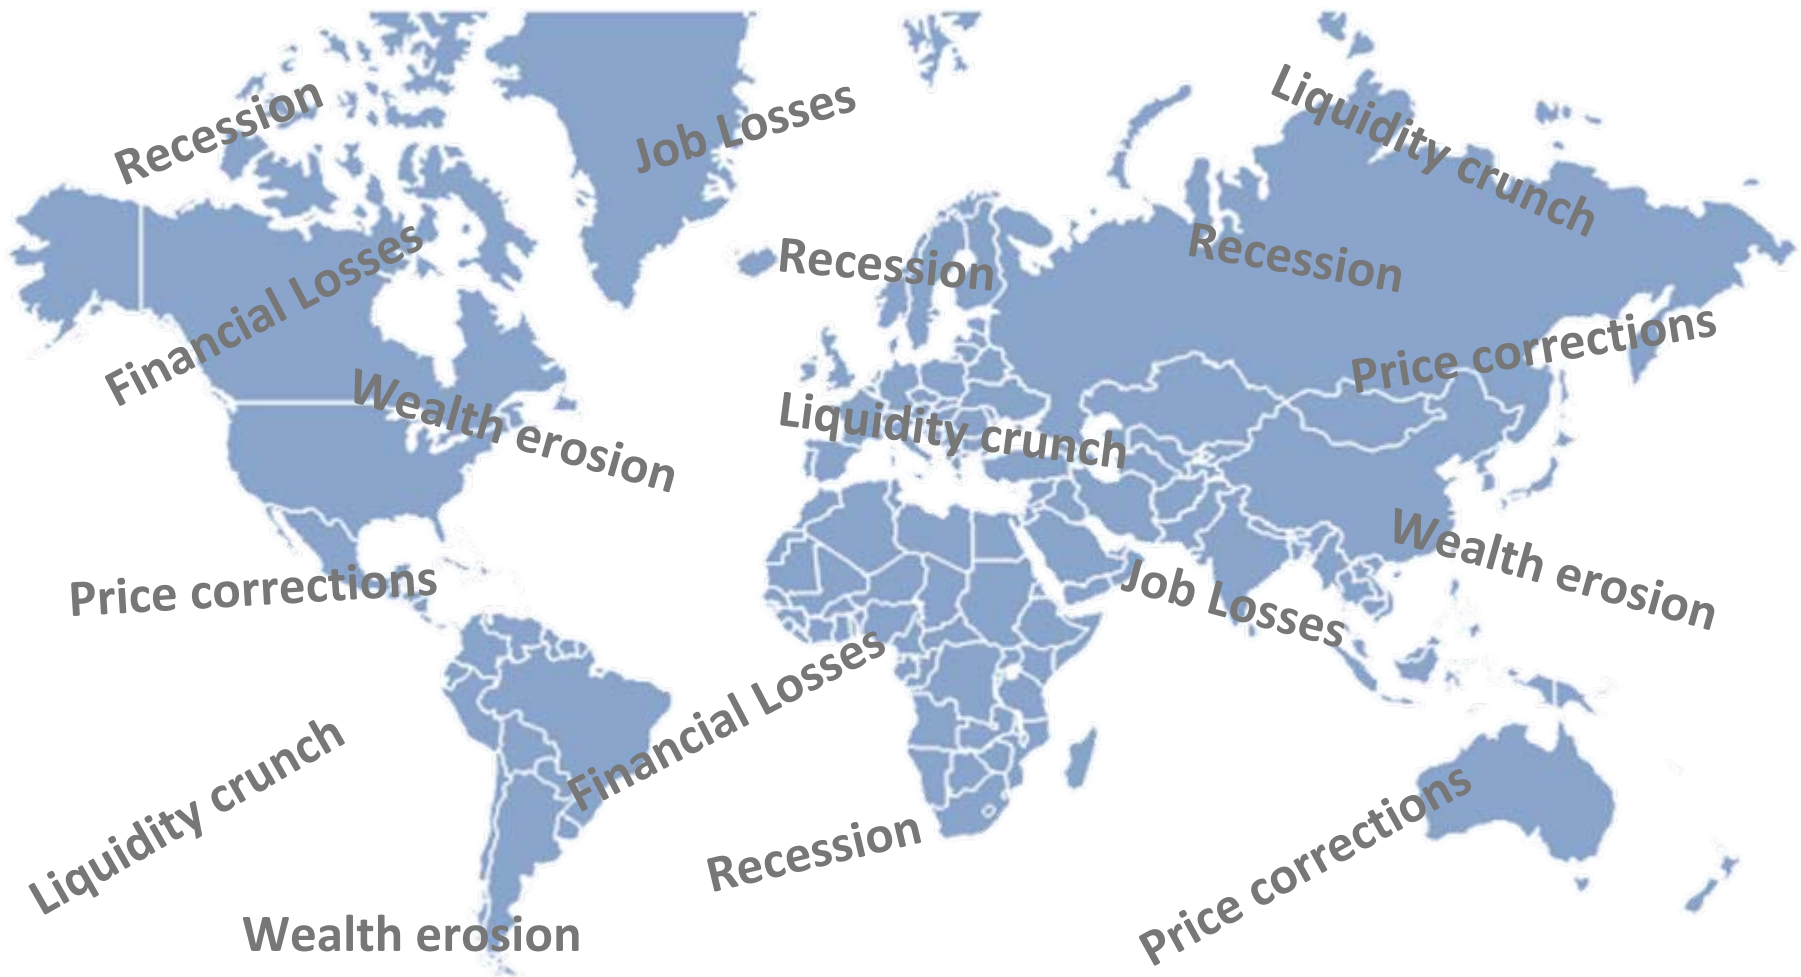 Recession
Job Losses
Liquidity crunch
Financial Losses
Recession
Recession
Price corrections
Wealth erosion
Liquidity crunch
Wealth erosion
Price corrections
Job Losses
Financial Losses
Liquidity crunch
Recession
Price corrections
Wealth erosion